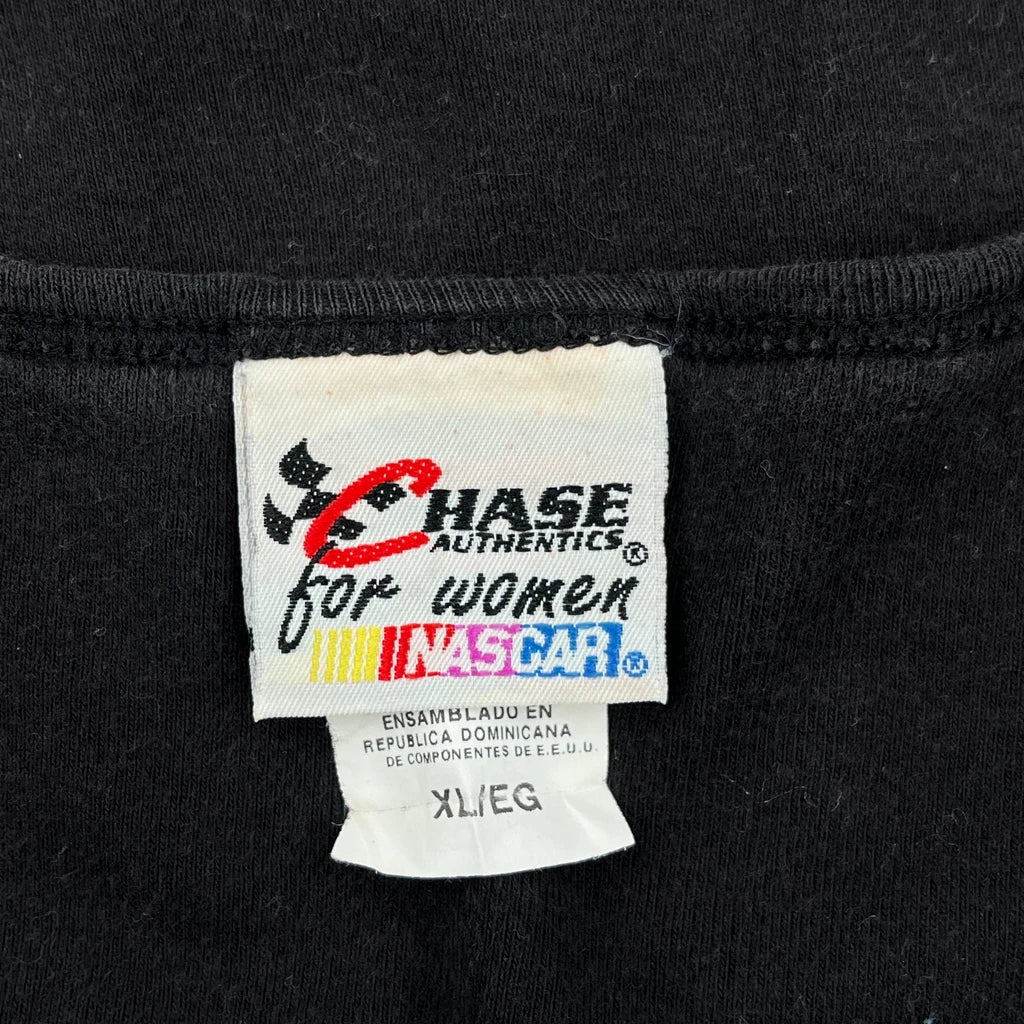 CHASE
AUTHENTICS®
for women
NASCAR®
ENSAMBLADO EN
REPUBLICA DOMINICANA
DE COMPONENTES DE E.E.U.U.
XL/EG